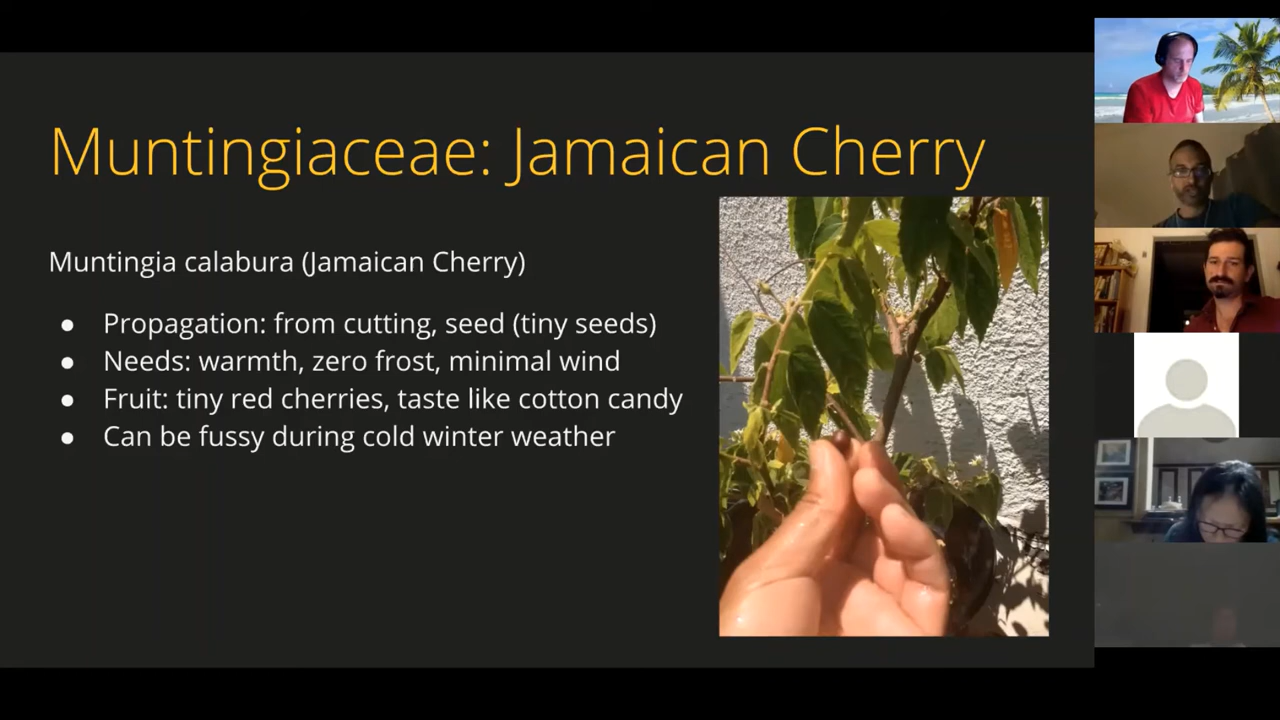 Muntingiaceae: Jamaican Cherry
Muntingia calabura (Jamaican Cherry)
● Propagation: from cutting, seed (tiny seeds)
● Needs: warmth, zero frost, minimal wind
● Fruit: tiny red cherries, taste like cotton candy
● Can be fussy during cold winter weather